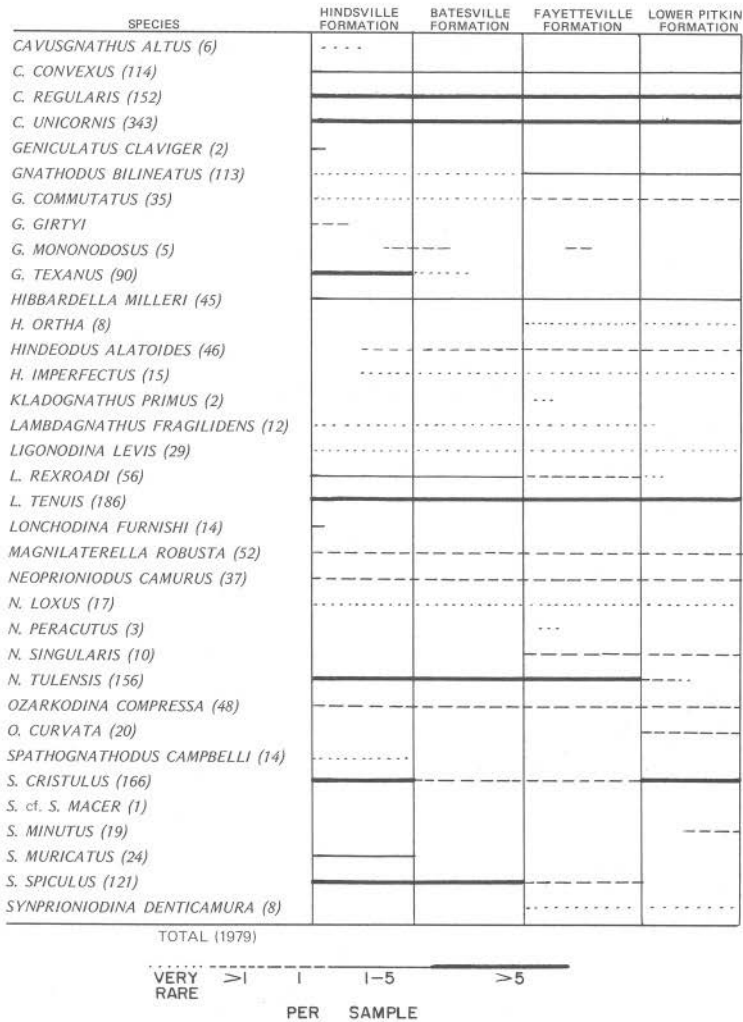 SPECIES HINDSVILLE FORMATION BATESVILLE FORMATION FAYETTEVILLE FORMATION LOWER PITKIN FORMATION
CAVUSGNATHUS ALTUS (6)
C. CONVEXUS (114)
C. REGULARIS (152)
C. UNICORNIS (343)
GENICULATUS CLAVIGER (2)
GNATHODUS BILINEATUS (113)
G. COMMUTATUS (35)
G. GIRTYI
G. MONONODOSUS (5)
G. TEXANUS (90)
HIBBARDELLA MILLERI (45)
H. ORTHA (8)
HINDEODUS ALATOIDES (46)
H. IMPERFECTUS (15)
KLADOGNATHUS PRIMUS (2)
LAMBDAGNATHUS FRAGILIDENS (12)
LIGONODINA LEVIS (29)
L. REXROADI (56)
L. TENUIS (186)
LONCHODINA FURNISHI (14)
MAGNILATERELLA ROBUSTA (52)
NEOPRIONIODUS CAMURUS (37)
N. LOXUS (17)
N. PERACUTUS (3)
N. SINGULARIS (10)
N. TULENSIS (156)
OZARKODINA COMPRESSA (48)
O. CURVATA (20)
SPATHOGNATHODUS CAMPBELLI (14)
S. CRISTULUS (166)
S. cf. S. MACER (1)
S. MINUTUS (19)
S. MURICATUS (24)
S. SPICULUS (121)
SYNPRIONIODINA DENTICAMURA (8)
TOTAL (1979)
VERY RARE >1 1 1–5 >5
PER SAMPLE